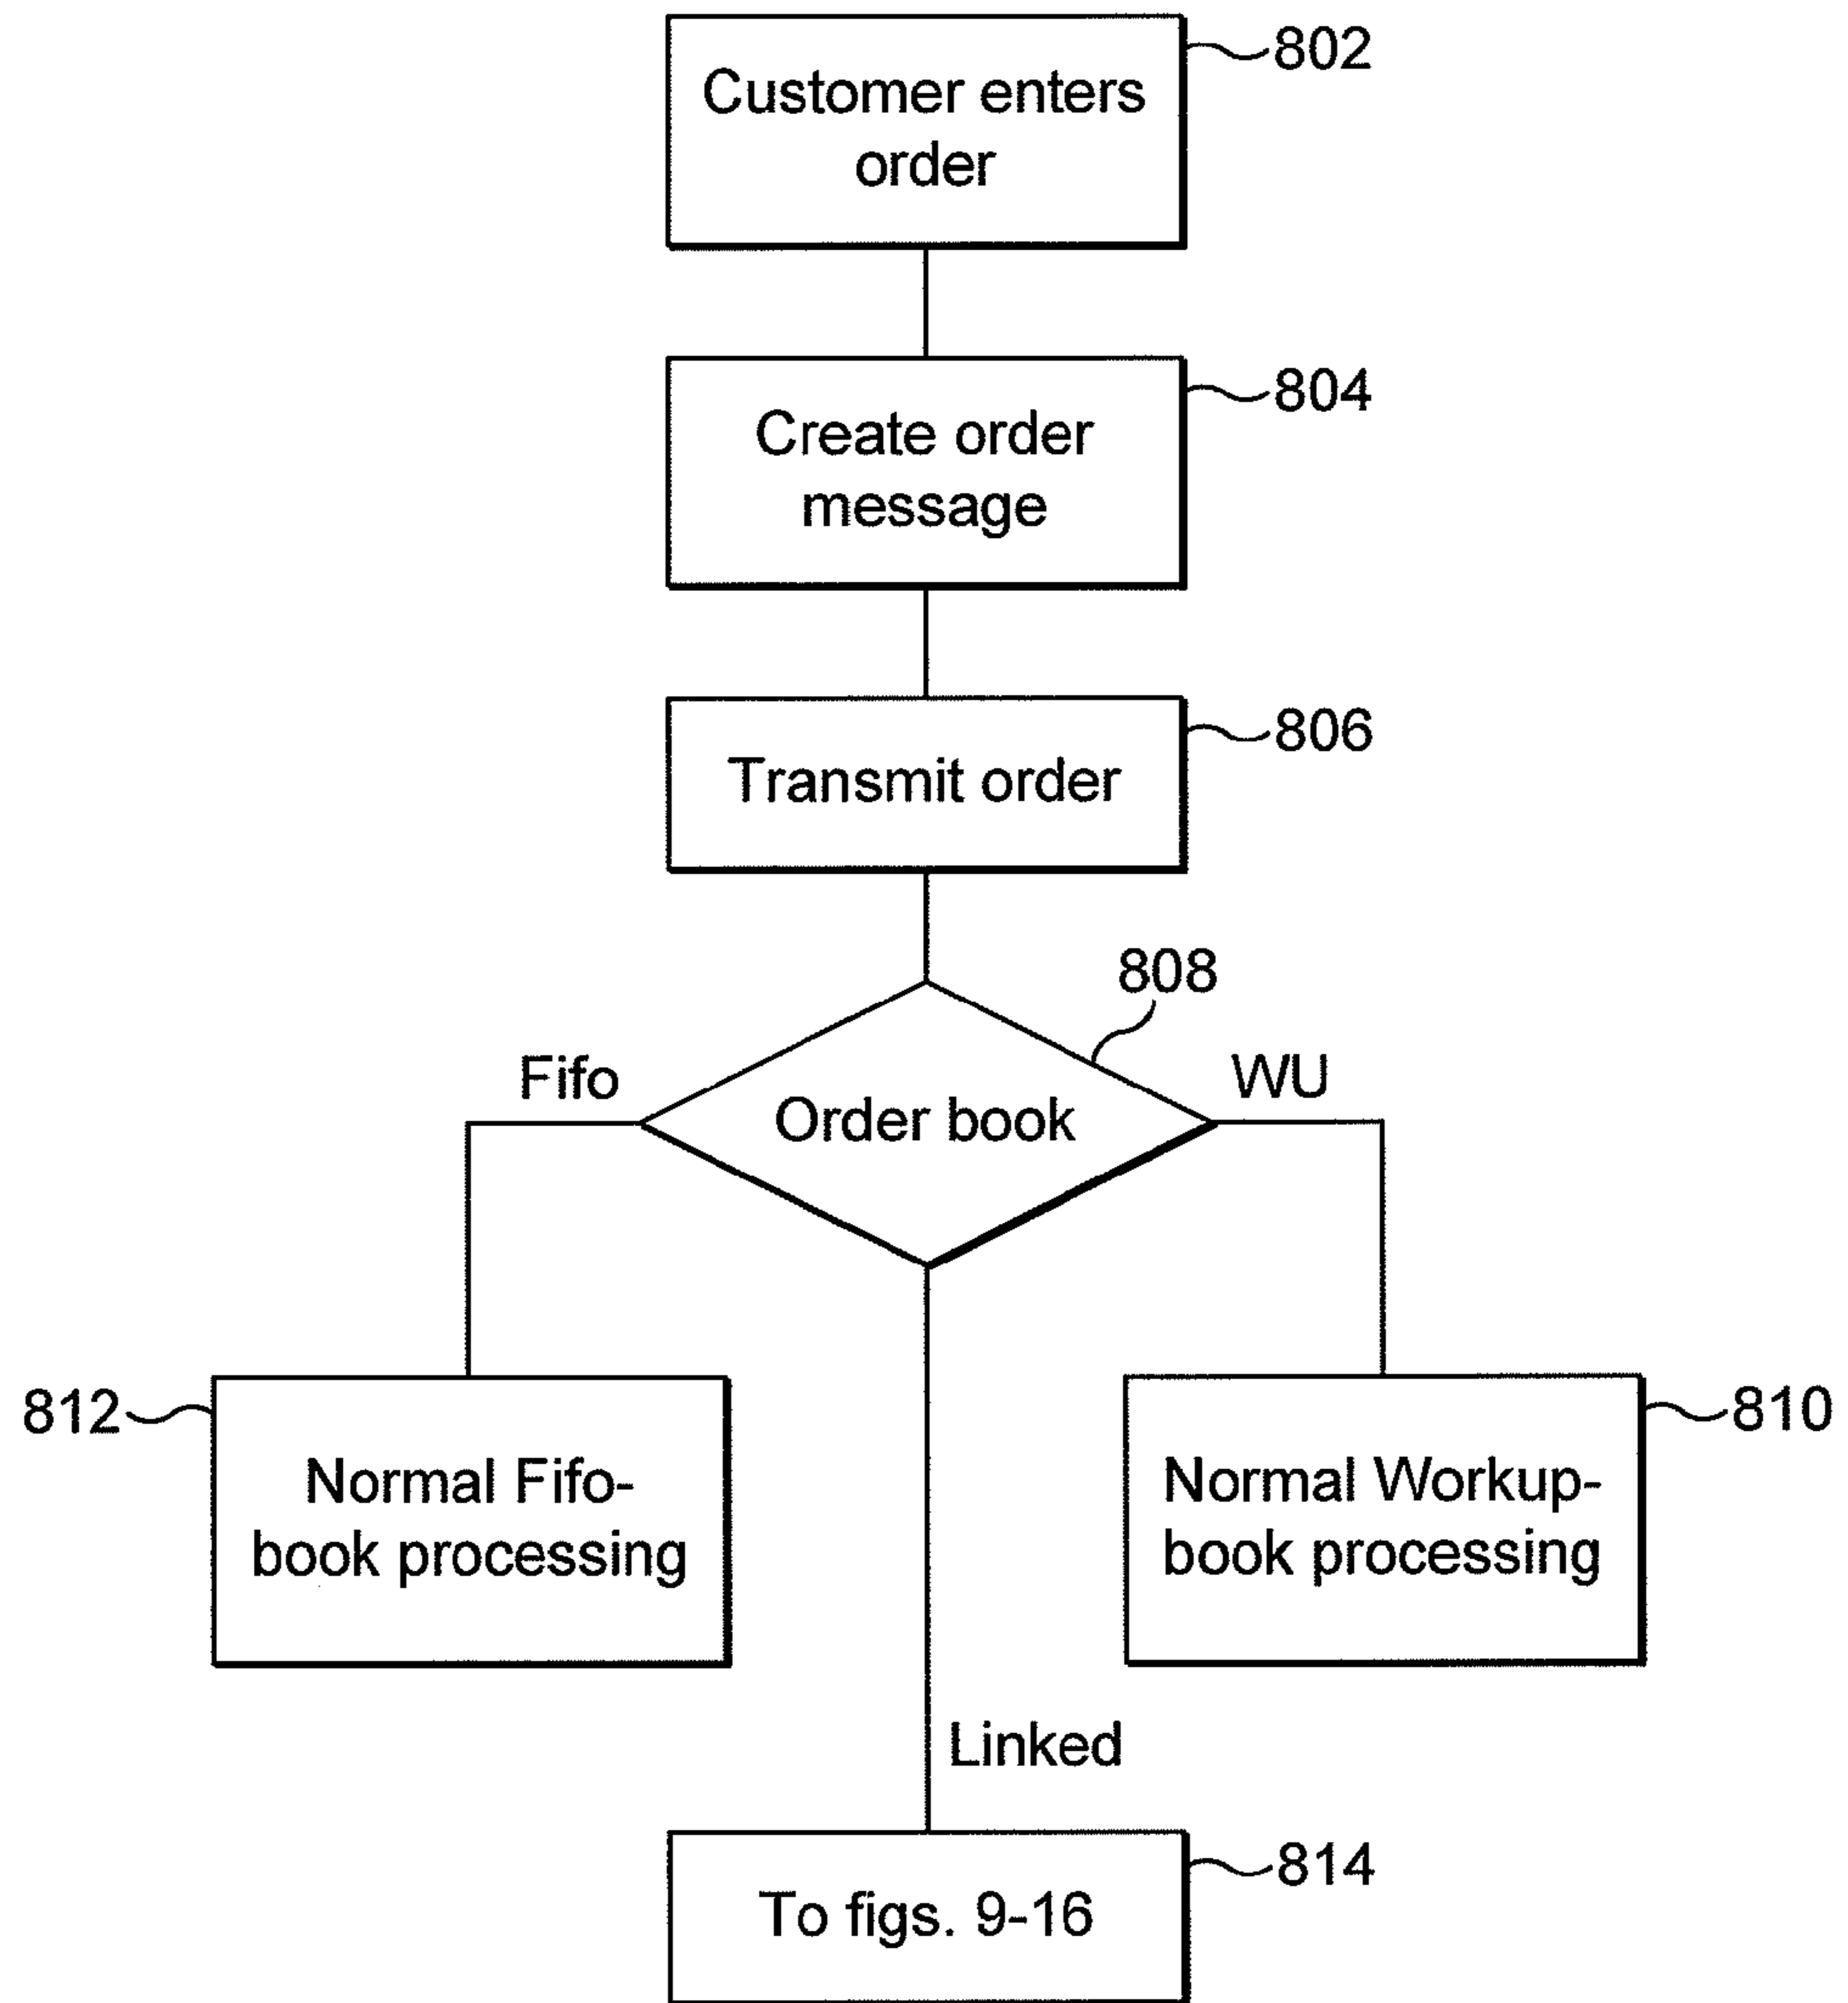 802
Customer enters
order
804
Create order
message
806
Transmit order
808
Fifo
WU
Order book
812
810
Normal Fifo-
book processing
Normal Workup-
book processing
Linked
814
To figs. 9-16